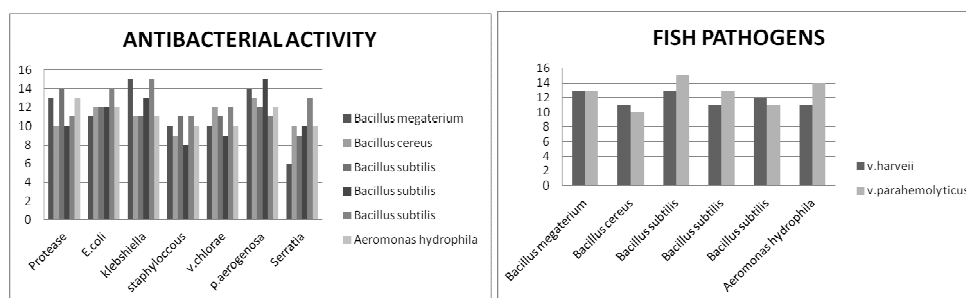 ANTIBACTERIAL ACTIVITY
16
14
12
10
8
6
4
2
0
Protease
E.coli
klebshiella
staphyloccous
v.chlorae
p.aerogenosa
Serratia
Bacillus megaterium
Bacillus cereus
Bacillus subtilis
Bacillus subtilis
Bacillus subtilis
Aeromonas hydrophila
FISH PATHOGENS
16
14
12
10
8
6
4
2
0
Bacillus megaterium
Bacillus cereus
Bacillus subtilis
Bacillus subtilis
Bacillus subtilis
Aeromonas hydrophila
v.harveii
v.parahemolyticus